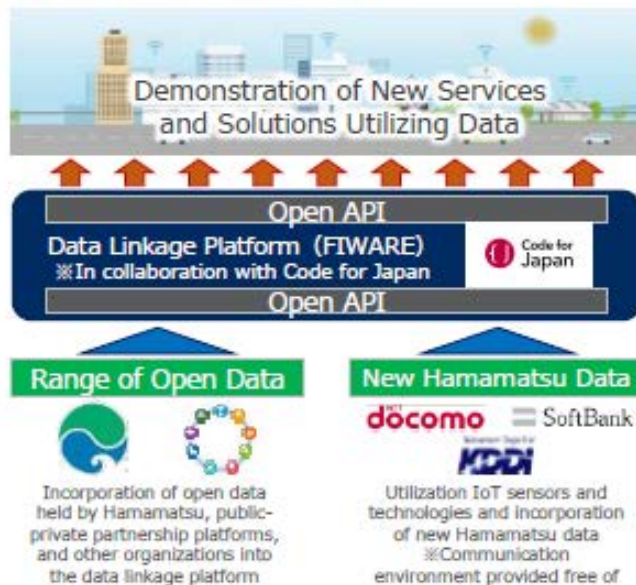 Demonstration of New Services
and Solutions Utilizing Data
Open API
Data Linkage Platform (FIWARE)
※In collaboration with Code for Japan
Code for
Japan
Open API
Range of Open Data
Incorporation of open data
held by Hamamatsu, public-
private partnership platforms,
and other organizations into
the data linkage platform
New Hamamatsu Data
docomo
SoftBank
KDDI
Utilization IoT sensors and
technologies and incorporation
of new Hamamatsu data
※Communication
environment provided free of